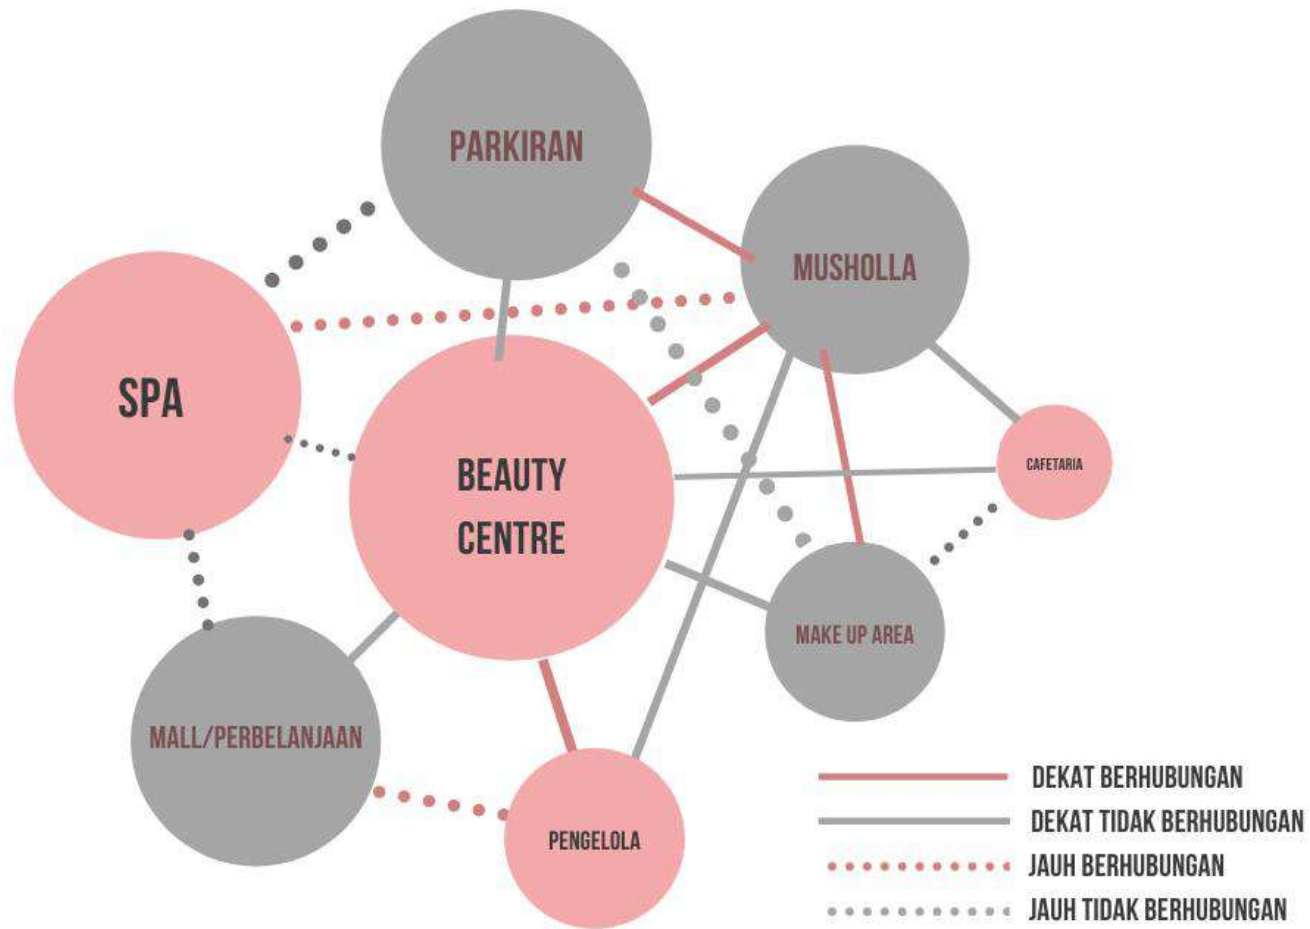 PARKIRAN
MUSHOLLA
SPA
BEAUTY
CENTRE
CAFETARIA
MAKE UP AREA
MALL/PERBELANJAAN
PENGELOLA
DEKAT BERHUBUNGAN
DEKAT TIDAK BERHUBUNGAN
JAUH BERHUBUNGAN
JAUH TIDAK BERHUBUNGAN